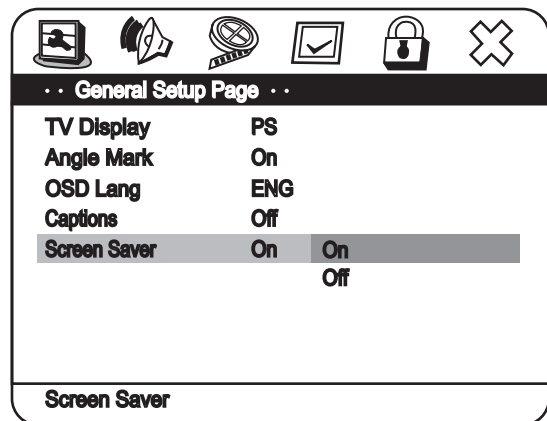 ·· General Setup Page ··
TV Display PS
Angle Mark On
OSD Lang ENG
Captions Off
Screen Saver On On
Off
Screen Saver